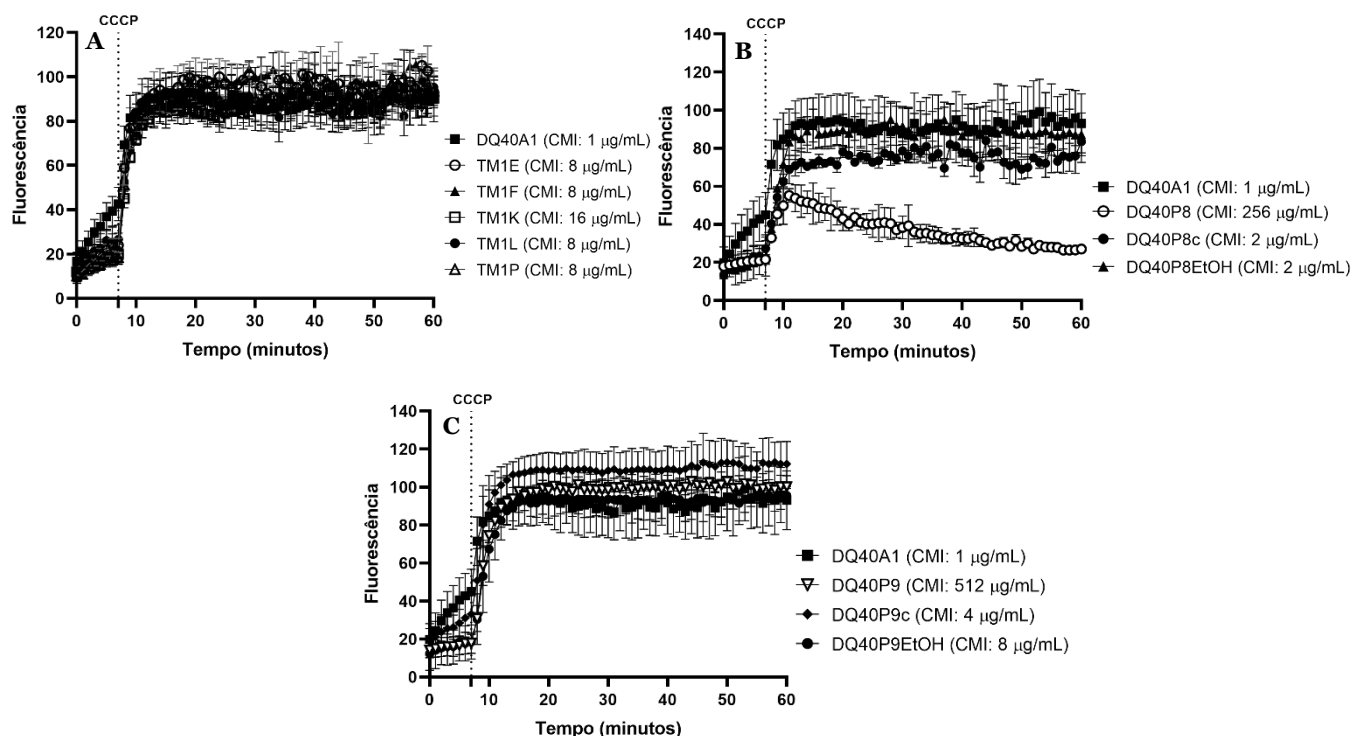 CCCP
A
120
100
80
60
40
20
0
Fluorescência
0 10 20 30 40 50 60
Tempo (minutos)
DQ40A1 (CMI: 1 μg/mL)
TM1E (CMI: 8 μg/mL)
TM1F (CMI: 8 μg/mL)
TM1K (CMI: 16 μg/mL)
TM1L (CMI: 8 μg/mL)
TM1P (CMI: 8 μg/mL)
CCCP
B
140
120
100
80
60
40
20
0
Fluorescência
0 10 20 30 40 50 60
Tempo (minutos)
DQ40A1 (CMI: 1 μg/mL)
DQ40P8 (CMI: 256 μg/mL)
DQ40P8c (CMI: 2 μg/mL)
DQ40P8EtOH (CMI: 2 μg/mL)
CCCP
C
140
120
100
80
60
40
20
0
Fluorescência
0 10 20 30 40 50 60
Tempo (minutos)
DQ40A1 (CMI: 1 μg/mL)
DQ40P9 (CMI: 512 μg/mL)
DQ40P9c (CMI: 4 μg/mL)
DQ40P9EtOH (CMI: 8 μg/mL)